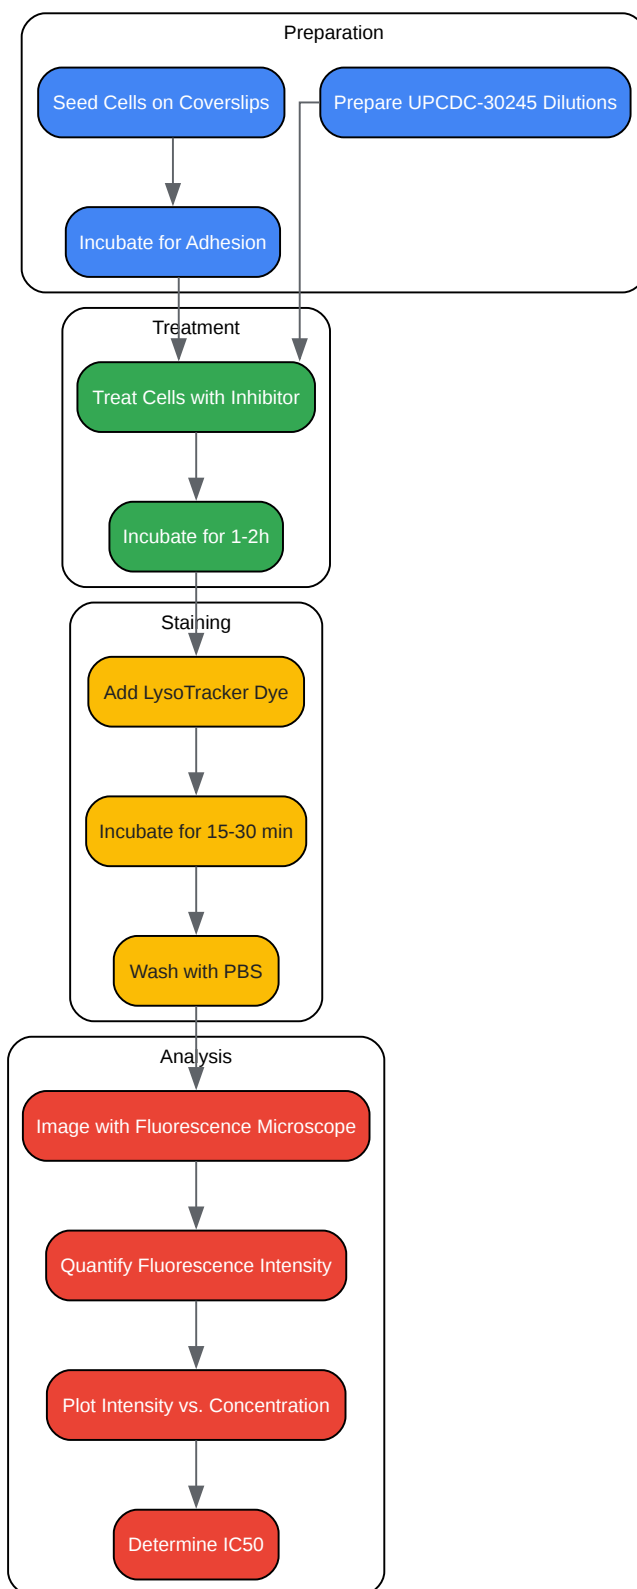 Preparation
Seed Cells on Coverslips
Prepare UPCDC-30245 Dilutions
Incubate for Adhesion
Treatment
Treat Cells with Inhibitor
Incubate for 1-2h
Staining
Add LysoTracker Dye
Incubate for 15-30 min
Wash with PBS
Analysis
Image with Fluorescence Microscope
Quantify Fluorescence Intensity
Plot Intensity vs. Concentration
Determine IC50